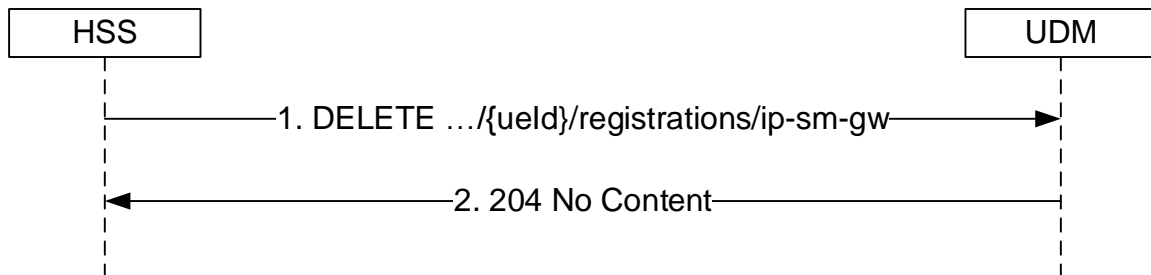 HSS
UDM
1. DELETE …/{ueId}/registrations/ip-sm-gw
2. 204 No Content